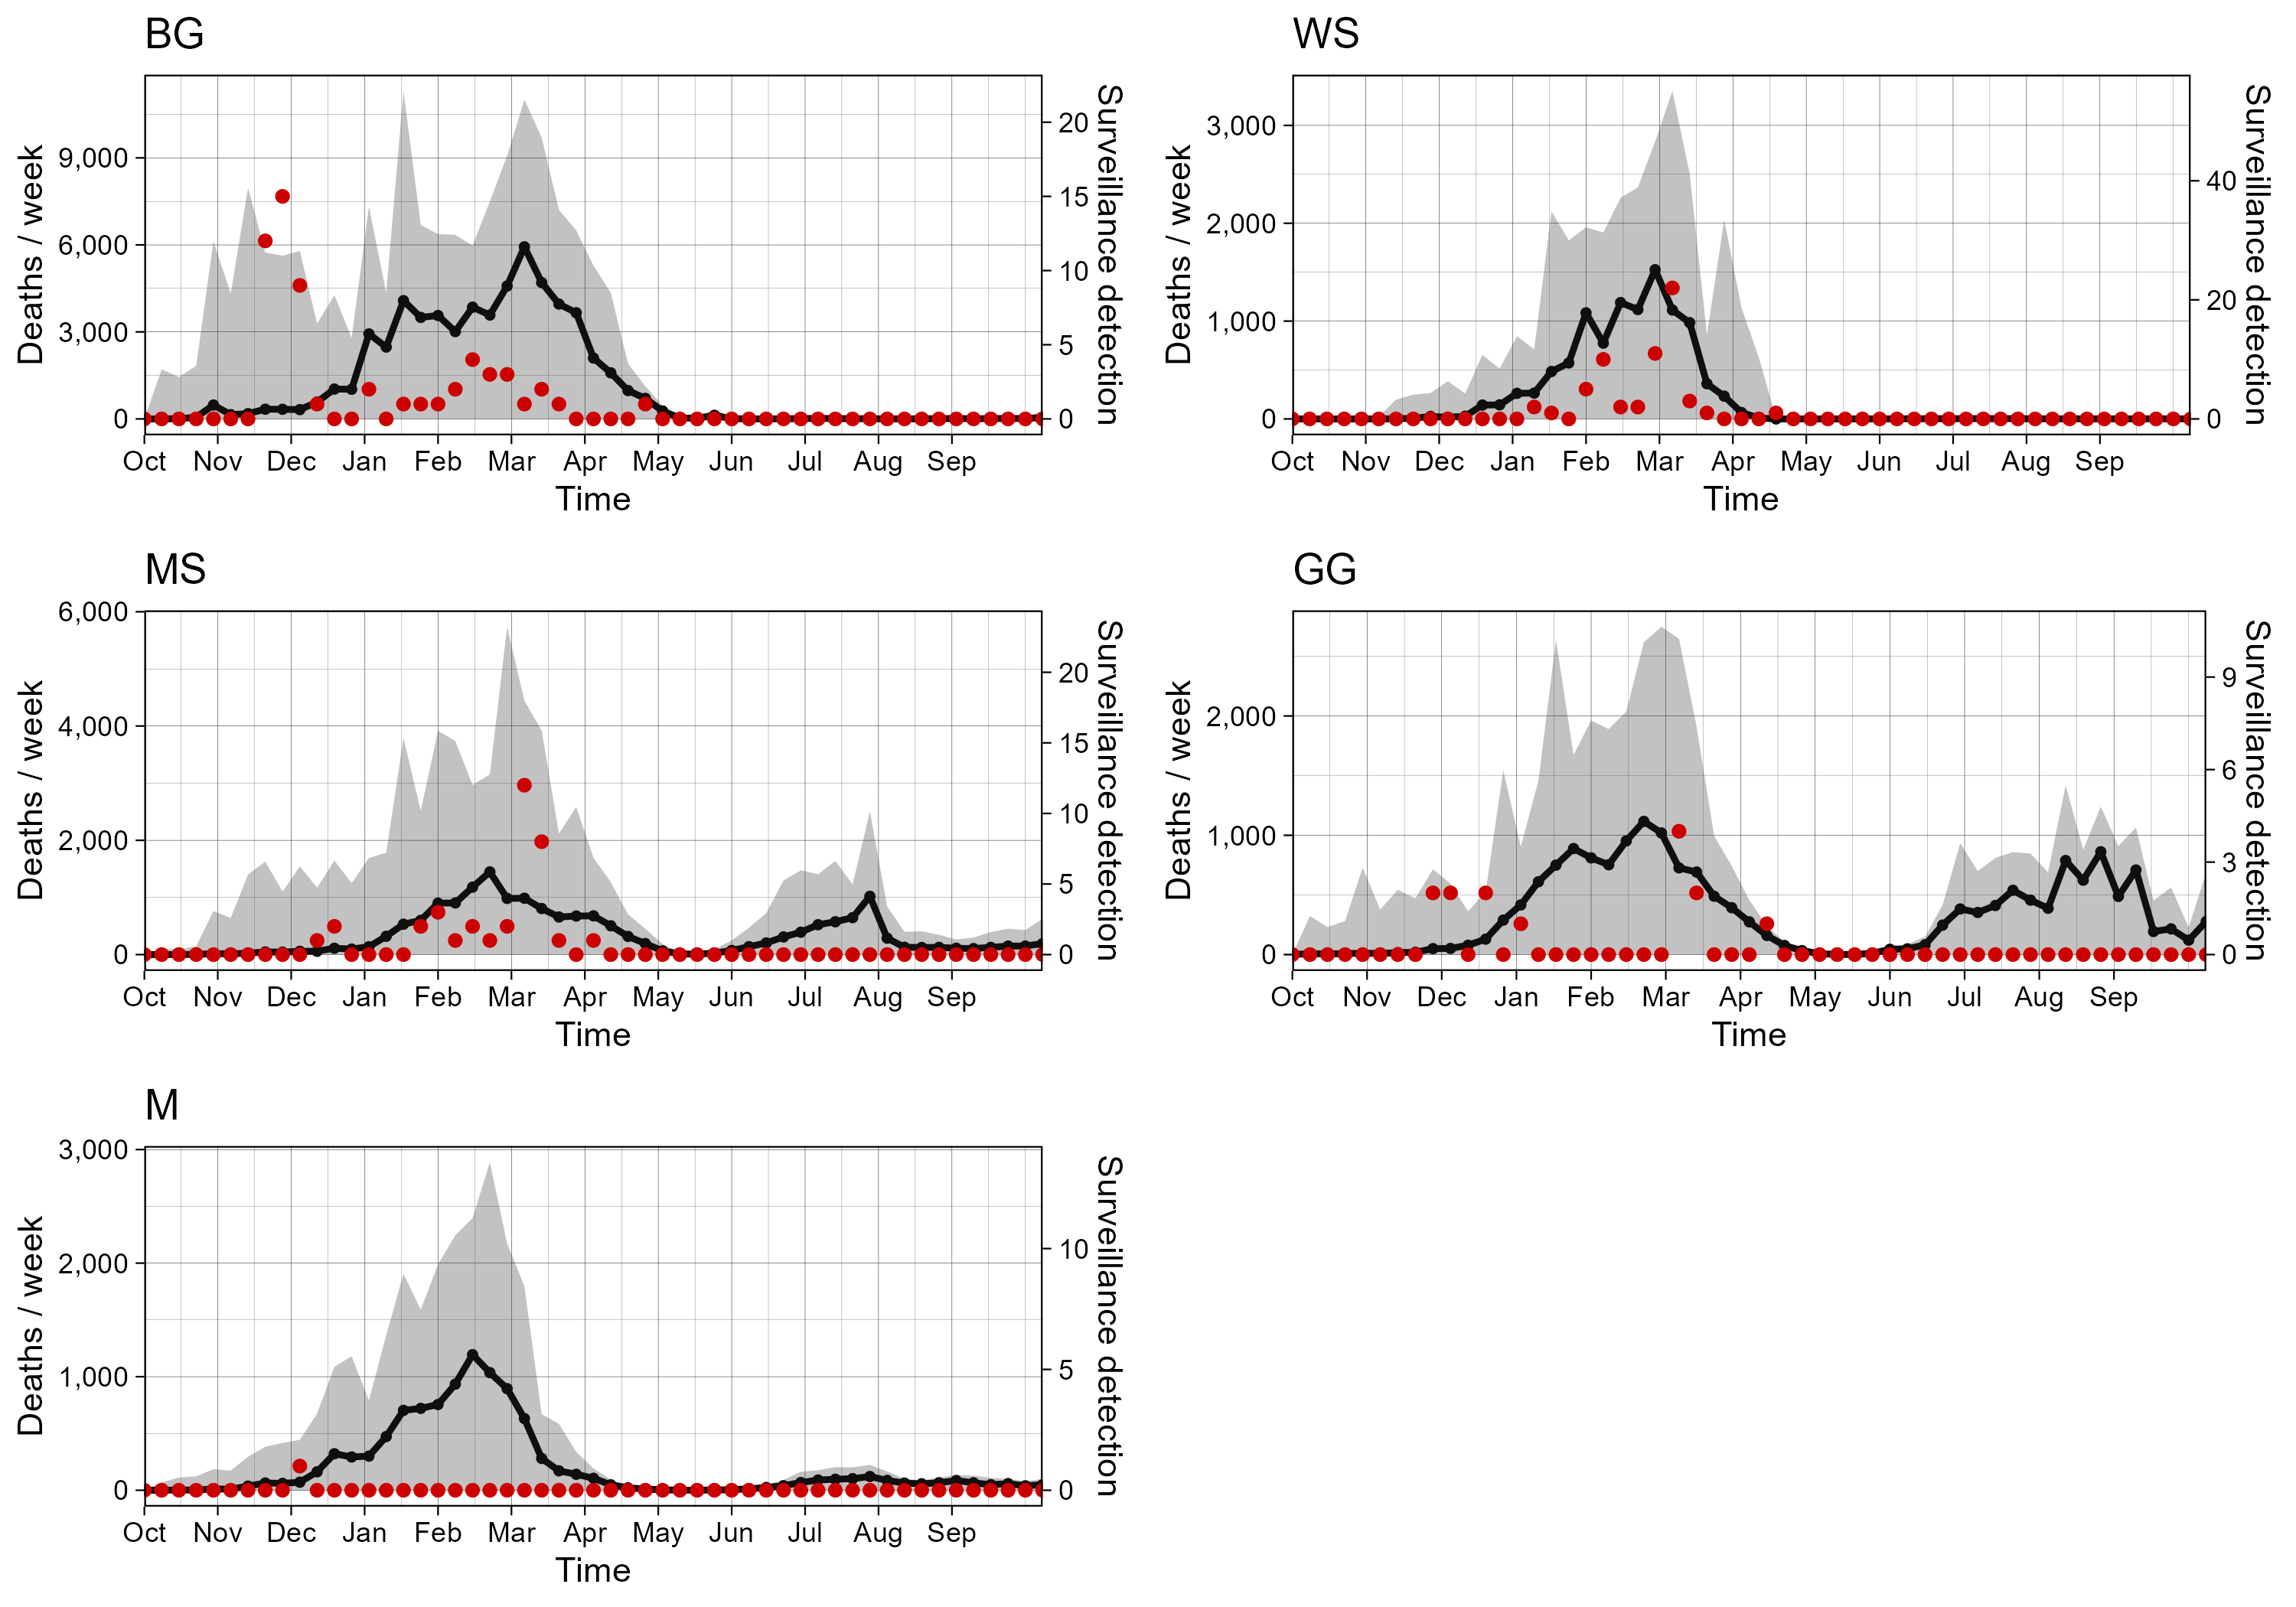 BG
Deaths / week
9,000
6,000
3,000
0
20
15
10
5
0
Surveillance detection
Oct Nov Dec Jan Feb Mar Apr May Jun Jul Aug Sep
Time
WS
Deaths / week
3,000
2,000
1,000
0
40
20
0
Surveillance detection
Oct Nov Dec Jan Feb Mar Apr May Jun Jul Aug Sep
Time
MS
Deaths / week
6,000
4,000
2,000
0
20
15
10
5
0
Surveillance detection
Oct Nov Dec Jan Feb Mar Apr May Jun Jul Aug Sep
Time
GG
Deaths / week
2,000
1,000
0
9
6
3
0
Surveillance detection
Oct Nov Dec Jan Feb Mar Apr May Jun Jul Aug Sep
Time
M
Deaths / week
3,000
2,000
1,000
0
10
5
0
Surveillance detection
Oct Nov Dec Jan Feb Mar Apr May Jun Jul Aug Sep
Time